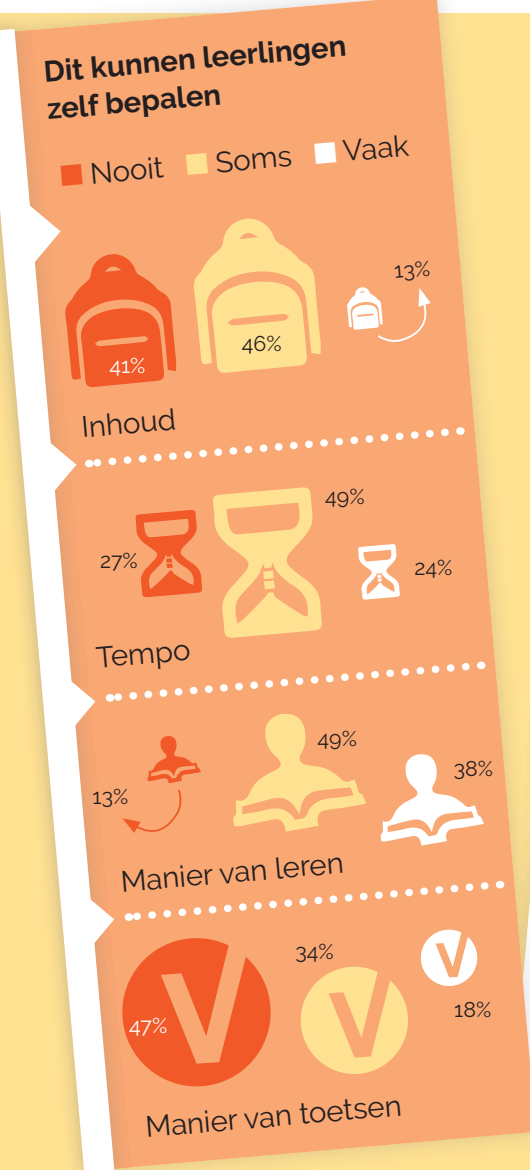 Dit kunnen leerlingen
zelf bepalen
Nooit Soms Vaak
41% 46% 13%
Inhoud
27% 49% 24%
Tempo
13% 49% 38%
Manier van leren
47% 34% 18%
Manier van toetsen